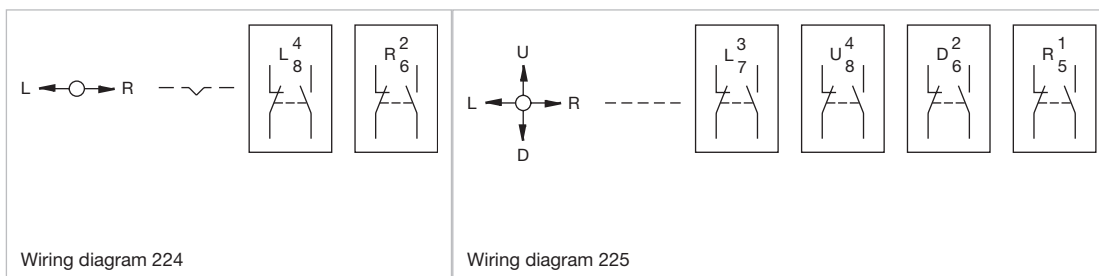 L R
L 4 8
R 2 6
Wiring diagram 224
U
L R
D
L 3 7
U 4 8
D 2 6
R 1 5
Wiring diagram 225